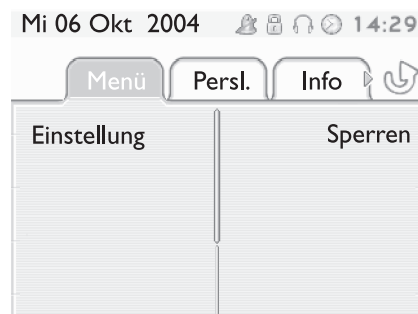 Mi 06 Okt 2004 14:29
Menü Persl. Info
Einstellung Sperren